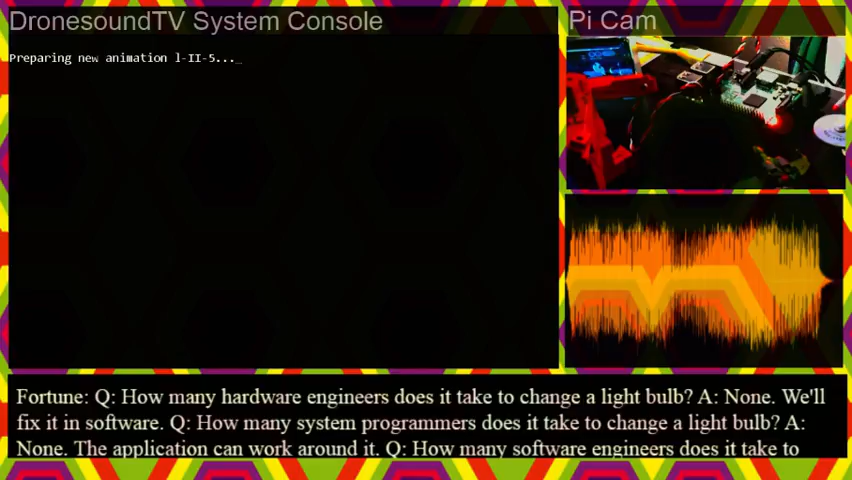 DronesoundTV System Console
Pi Cam
Preparing new animation l-II-5..._
Fortune: Q: How many hardware engineers does it take to change a light bulb? A: None. We'll
fix it in software. Q: How many system programmers does it take to change a light bulb? A:
None. The application can work around it. Q: How many software engineers does it take to